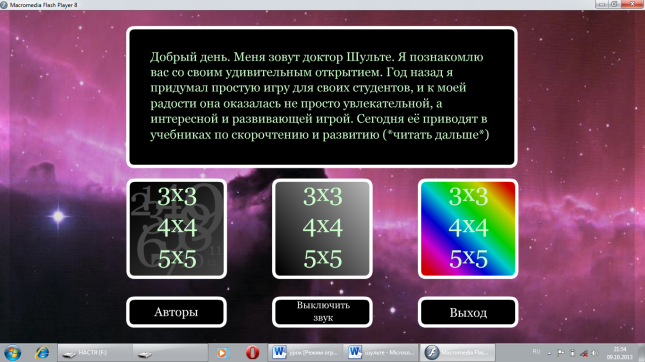 Macromedia Flash Player 8
Добрый день. Меня зовут доктор Шульте. Я познакомлю
вас со своим удивительным открытием. Год назад я
придумал простую игру для своих студентов, и к моей
радости она оказалась не просто увлекательной, а
интересной и развивающей игрой. Сегодня её приводят в
учебниках по скорочтению и развитию (*читать дальше*)
3x3
4x4
5x5
3x3
4x4
5x5
3x3
4x4
5x5
Авторы
Выключить
звук
Выход
НАСТЯ (F:)
урок [Режим огр...
шульте - Microso...
Macromedia Flas...
RU
21:54
09.10.2013